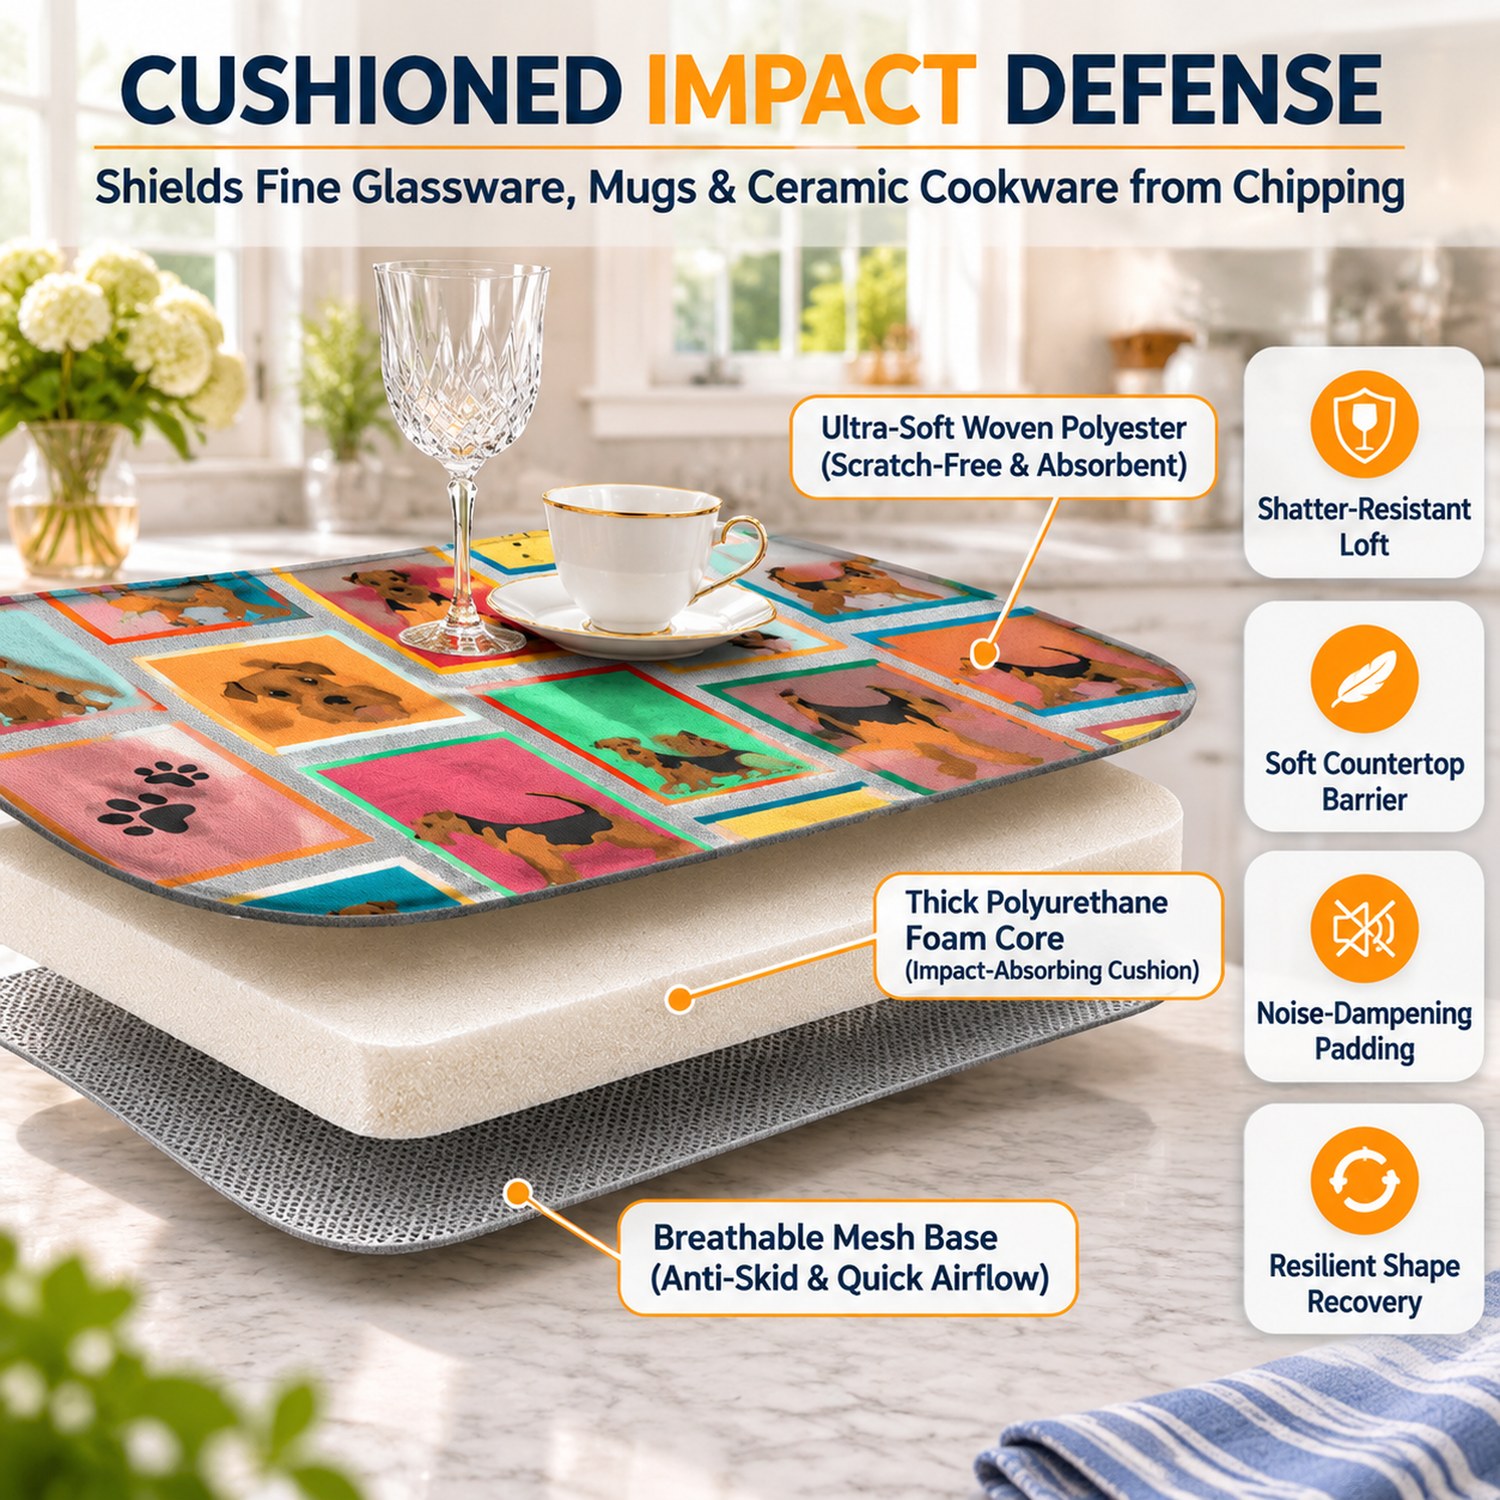 CUSHIONED IMPACT DEFENSE
Shields Fine Glassware, Mugs & Ceramic Cookware from Chipping
Ultra-Soft Woven Polyester
(Scratch-Free & Absorbent)
Shatter-Resistant
Loft
Soft Countertop
Barrier
Thick Polyurethane
Foam Core
(Impact-Absorbing Cushion)
Noise-Dampening
Padding
Breathable Mesh Base
(Anti-Skid & Quick Airflow)
Resilient Shape
Recovery